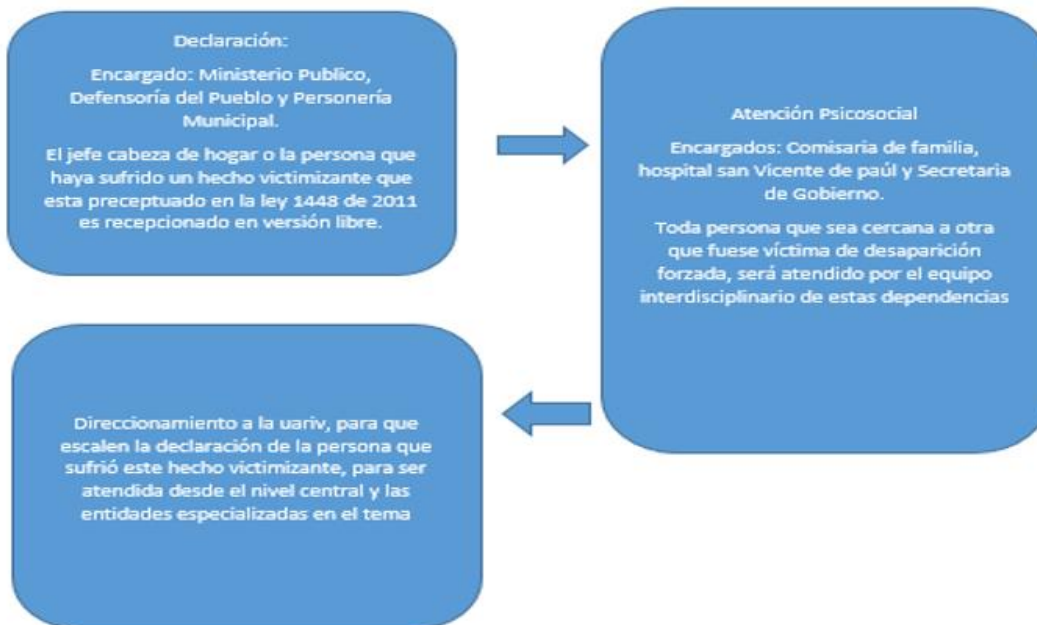 Declaración:
Encargado: Ministerio Publico,
Defensoría del Pueblo y Personería
Municipal.
El jefe cabeza de hogar o la persona que
haya sufrido un hecho victimizante que
esta preceptuado en la ley 1448 de 2011
es recepcionado en versión libre.
Atención Psicosocial
Encargados: Comisaria de familia,
hospital san Vicente de paúl y Secretaria
de Gobierno.
Toda persona que sea cercana a otra
que fuese víctima de desaparición
forzada, será atendido por el equipo
interdisciplinario de estas dependencias
Direccionamiento a la uariv, para que
escalen la declaración de la persona que
sufrió este hecho victimizante, para ser
atendida desde el nivel central y las
entidades especializadas en el tema